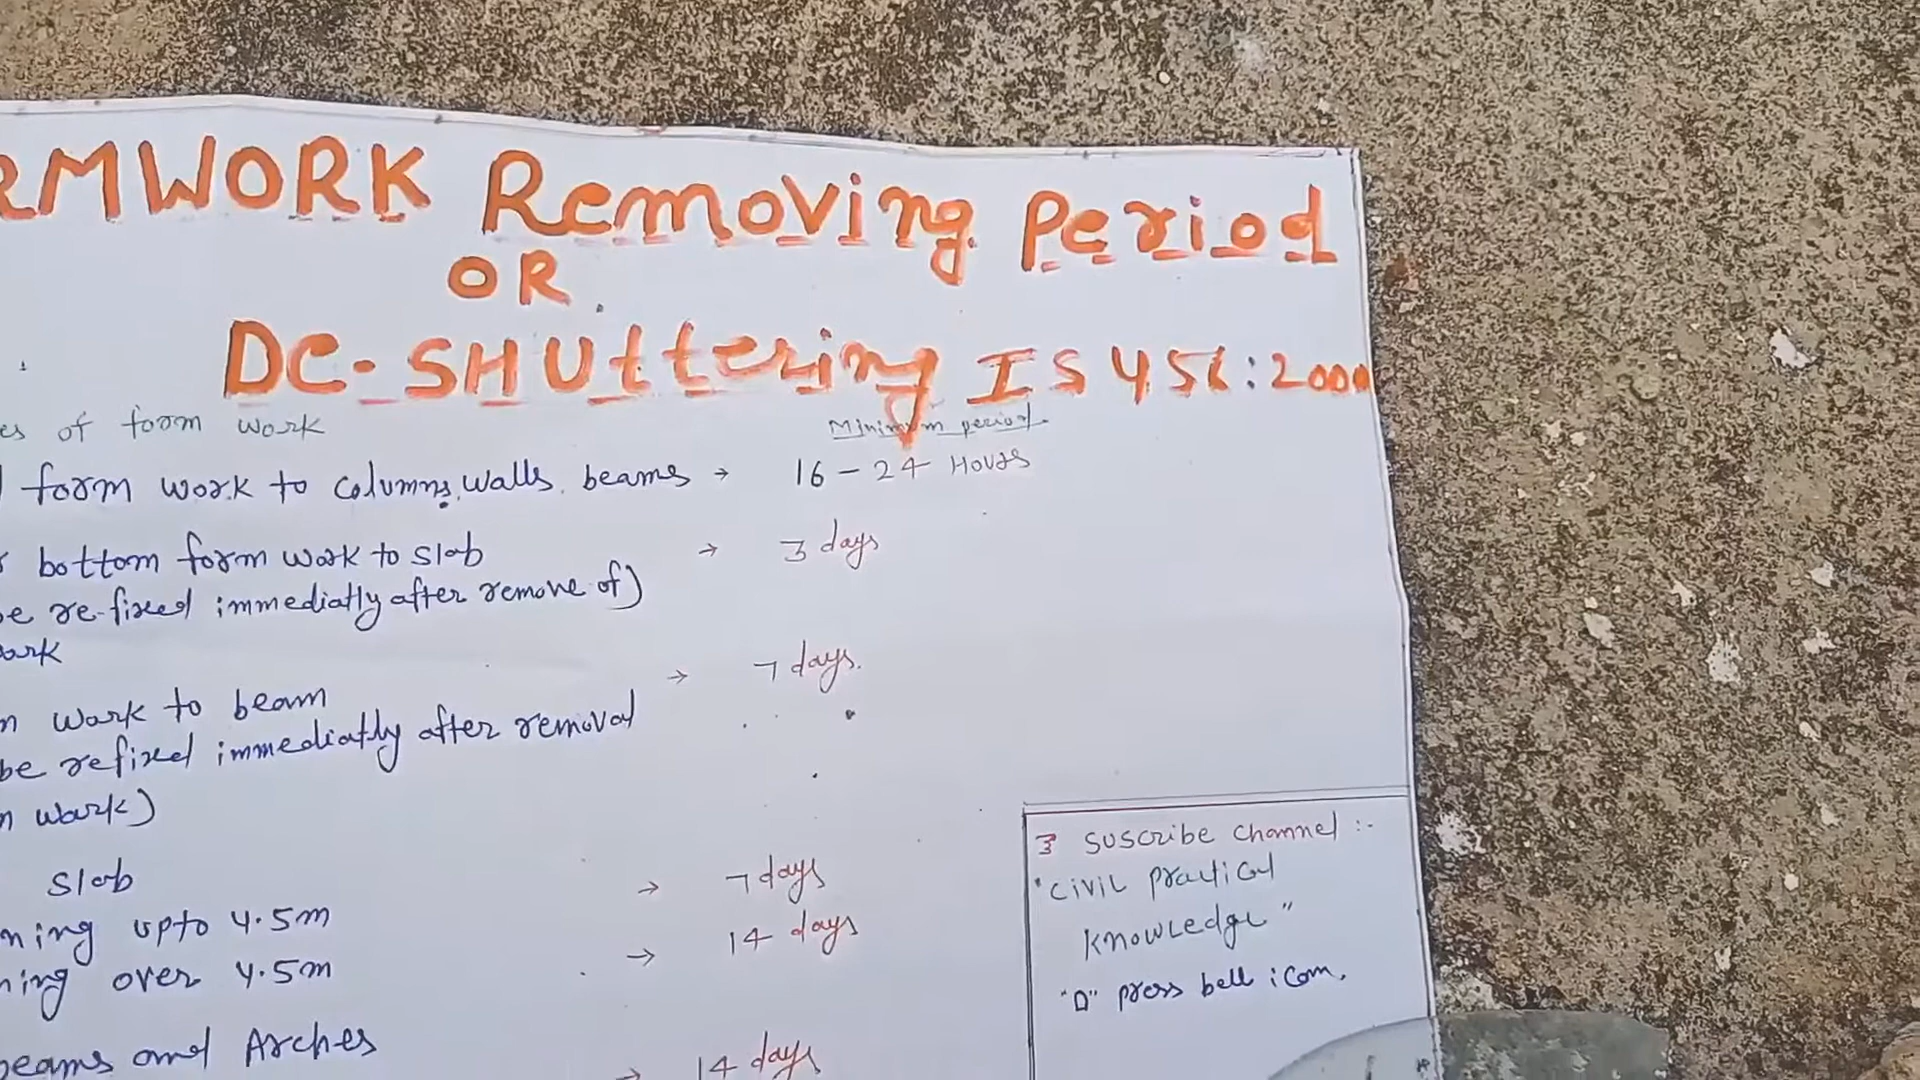 RMWORK Removing Period
OR
DE-SHUttering IS 456:2000
es of form work
Minimum period
form work to columns, walls, beams → 16 - 24 Hours
bottom form work to slab → 3 days
be re-fixed immediatly after remove of)
ork
→ 7 days.
n work to beam
be refixed immediatly after removal
n work)
slab
→ 7 days
ning upto 4.5m
→ 14 days
ning over 4.5m
beams and Arches
→ 14 days
3 suscribe channel :-
"civil practical
knowledge"
"D" press bell icon.